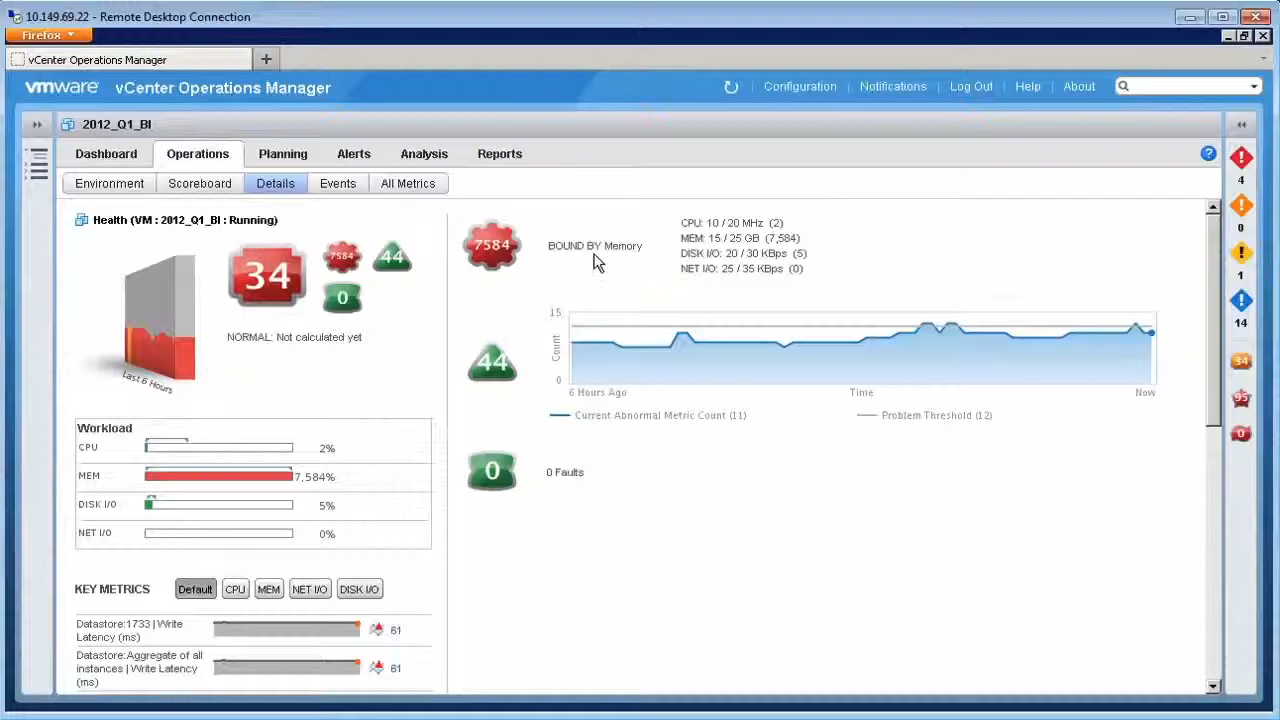 10.149.69.22 - Remote Desktop Connection
Firefox
vCenter Operations Manager
+
vmware vCenter Operations Manager
Configuration Notifications Log Out Help About
2012_Q1_BI
Dashboard Operations Planning Alerts Analysis Reports
?
Environment Scoreboard Details Events All Metrics
Health (VM : 2012_Q1_BI : Running)
34
7584
44
0
NORMAL: Not calculated yet
Last 6 Hours
Workload
CPU 2%
MEM 7,584%
DISK I/O 5%
NET I/O 0%
KEY METRICS Default CPU MEM NET I/O DISK I/O
Datastore:1733 | Write
Latency (ms)
61
Datastore:Aggregate of all
instances | Write Latency
(ms)
61
7584
BOUND BY Memory
CPU: 10 / 20 MHz (2)
MEM: 15 / 25 GB (7,584)
DISK I/O: 20 / 30 KBps (5)
NET I/O: 25 / 35 KBps (0)
44
15
Count
0
6 Hours Ago Time Now
Current Abnormal Metric Count (11) Problem Threshold (12)
0
0 Faults
!
4
!
0
!
1
!
14
34
95
0